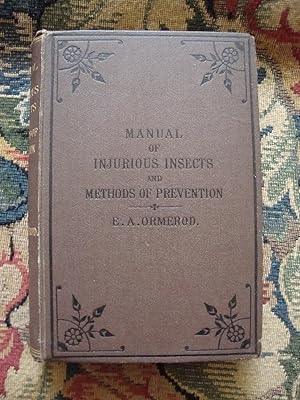 MANUAL
OF
INJURIOUS INSECTS
AND
METHODS OF PREVENTION
E. A. ORMEROD.